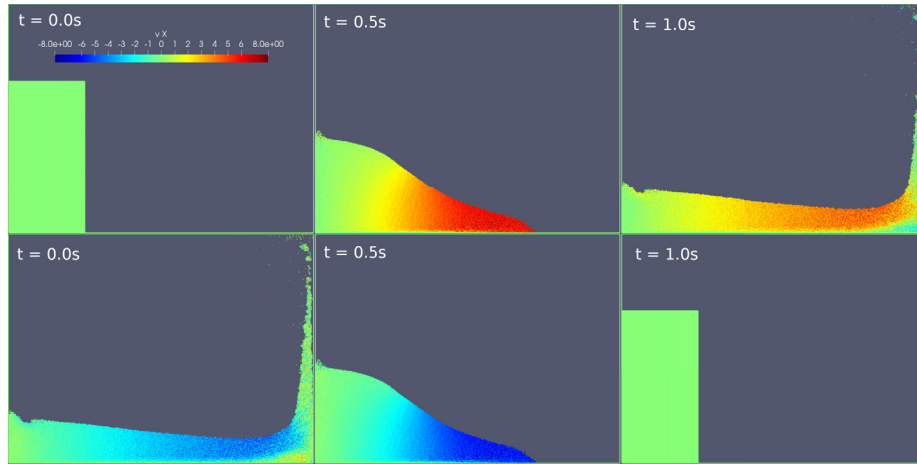 t = 0.0s
v X
-8.0e+00 -6 -5 -4 -3 -2 -1 0 1 2 3 4 5 6 8.0e+00
t = 0.5s
t = 1.0s
t = 0.0s
t = 0.5s
t = 1.0s